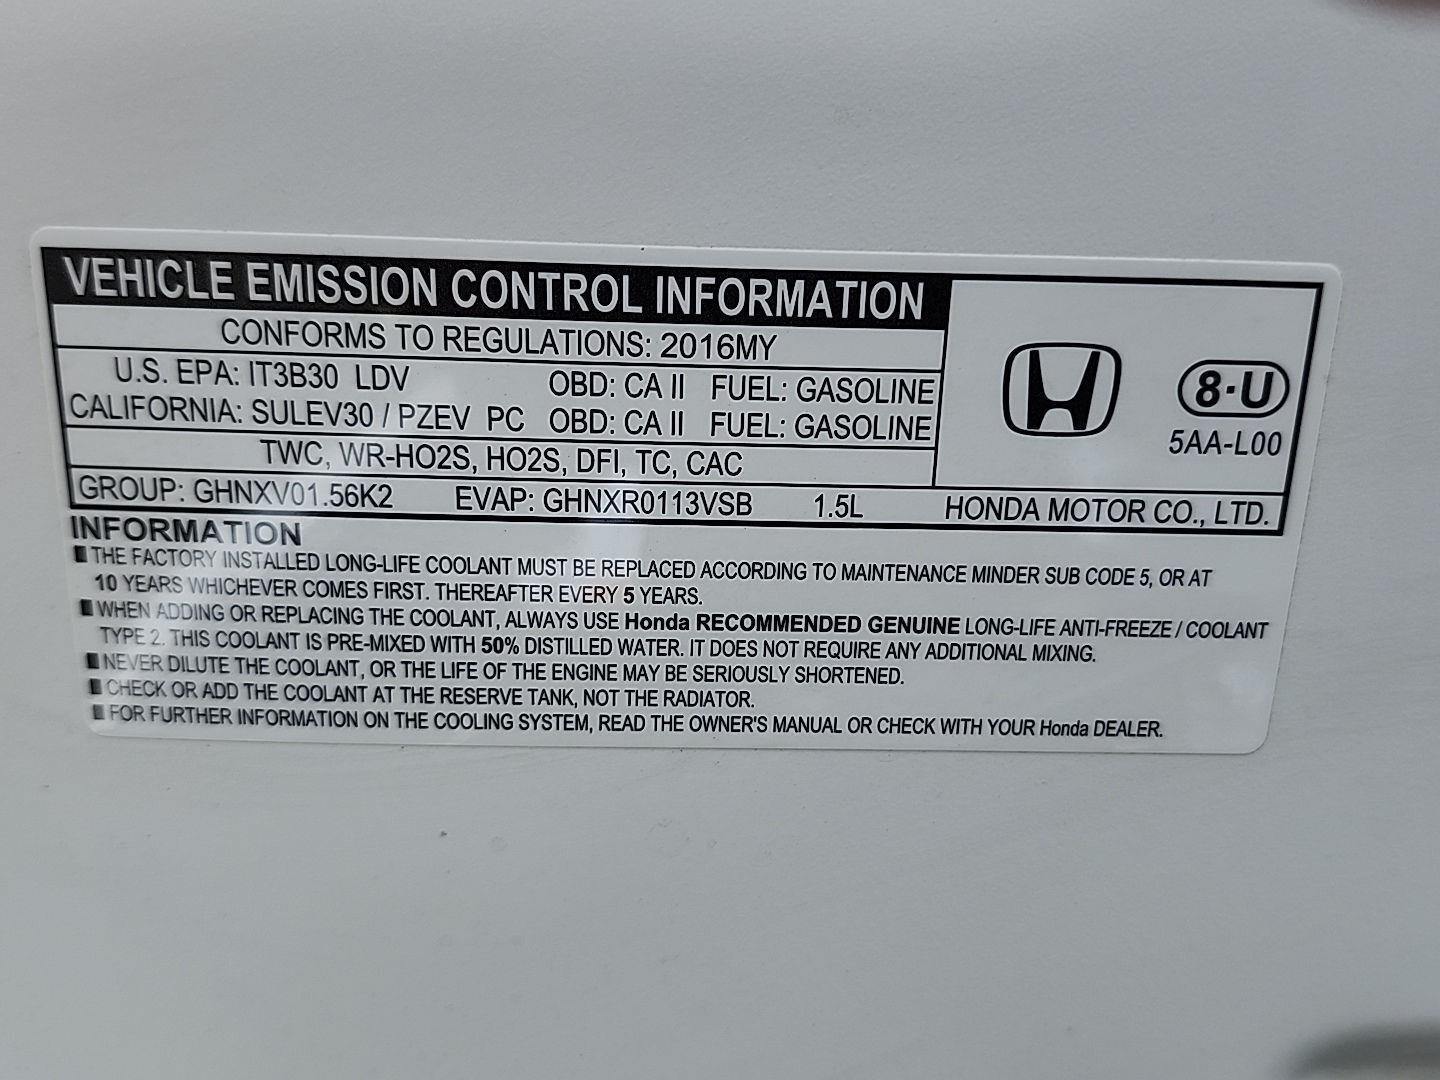 VEHICLE EMISSION CONTROL INFORMATION
CONFORMS TO REGULATIONS: 2016MY
U.S. EPA: IT3B30 LDV OBD: CA II FUEL: GASOLINE
CALIFORNIA: SULEV30 / PZEV PC OBD: CA II FUEL: GASOLINE
TWC, WR-HO2S, HO2S, DFI, TC, CAC
8·U
5AA-L00
GROUP: GHNXV01.56K2 EVAP: GHNXR0113VSB 1.5L HONDA MOTOR CO., LTD.
INFORMATION
THE FACTORY INSTALLED LONG-LIFE COOLANT MUST BE REPLACED ACCORDING TO MAINTENANCE MINDER SUB CODE 5, OR AT
10 YEARS WHICHEVER COMES FIRST. THEREAFTER EVERY 5 YEARS.
WHEN ADDING OR REPLACING THE COOLANT, ALWAYS USE Honda RECOMMENDED GENUINE LONG-LIFE ANTI-FREEZE / COOLANT
TYPE 2. THIS COOLANT IS PRE-MIXED WITH 50% DISTILLED WATER. IT DOES NOT REQUIRE ANY ADDITIONAL MIXING.
NEVER DILUTE THE COOLANT, OR THE LIFE OF THE ENGINE MAY BE SERIOUSLY SHORTENED.
CHECK OR ADD THE COOLANT AT THE RESERVE TANK, NOT THE RADIATOR.
FOR FURTHER INFORMATION ON THE COOLING SYSTEM, READ THE OWNER'S MANUAL OR CHECK WITH YOUR Honda DEALER.